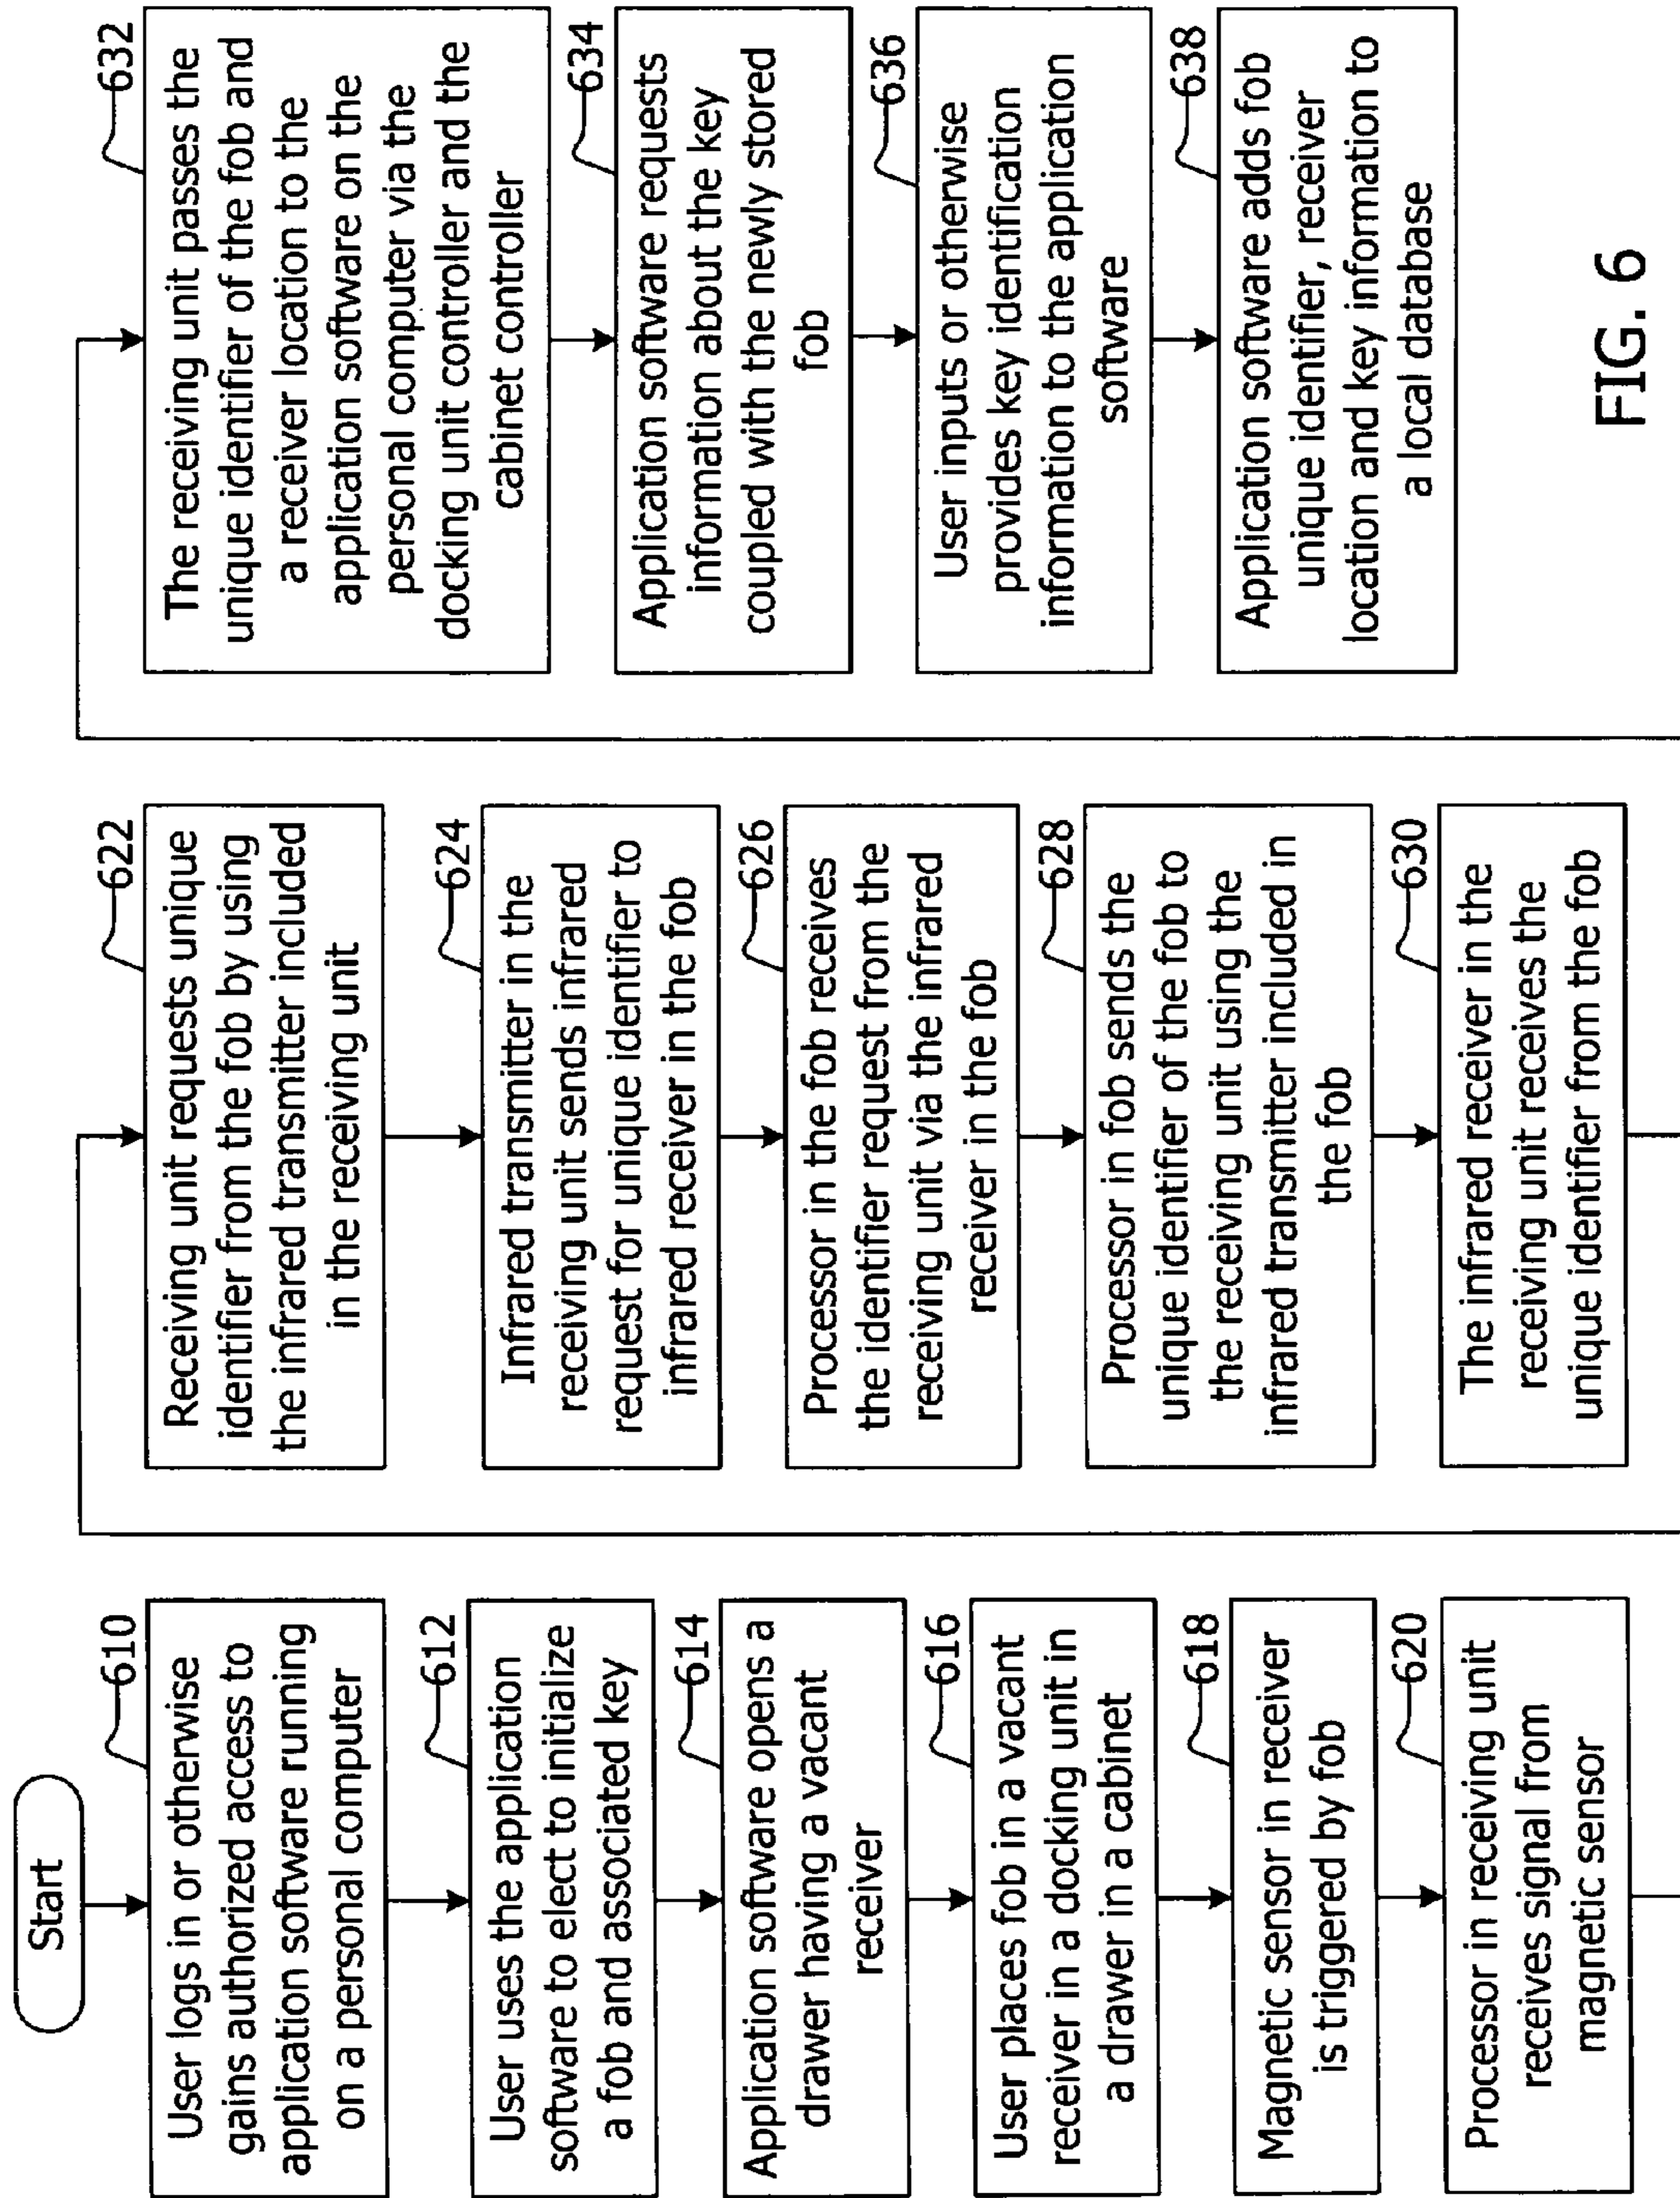 Start
610
User logs in or otherwise
gains authorized access to
application software running
on a personal computer
612
User uses the application
software to elect to initialize
a fob and associated key
614
Application software opens a
drawer having a vacant
receiver
616
User places fob in a vacant
receiver in a docking unit in
a drawer in a cabinet
618
Magnetic sensor in receiver
is triggered by fob
620
Processor in receiving unit
receives signal from
magnetic sensor
622
Receiving unit requests unique
identifier from the fob by using
the infrared transmitter included
in the receiving unit
624
Infrared transmitter in the
receiving unit sends infrared
request for unique identifier to
infrared receiver in the fob
626
Processor in the fob receives
the identifier request from the
receiving unit via the infrared
receiver in the fob
628
Processor in fob sends the
unique identifier of the fob to
the receiving unit using the
infrared transmitter included in
the fob
630
The infrared receiver in the
receiving unit receives the
unique identifier from the fob
632
The receiving unit passes the
unique identifier of the fob and
a receiver location to the
application software on the
personal computer via the
docking unit controller and the
cabinet controller
634
Application software requests
information about the key
coupled with the newly stored
fob
636
User inputs or otherwise
provides key identification
information to the application
software
638
Application software adds fob
unique identifier, receiver
location and key information to
a local database
FIG. 6